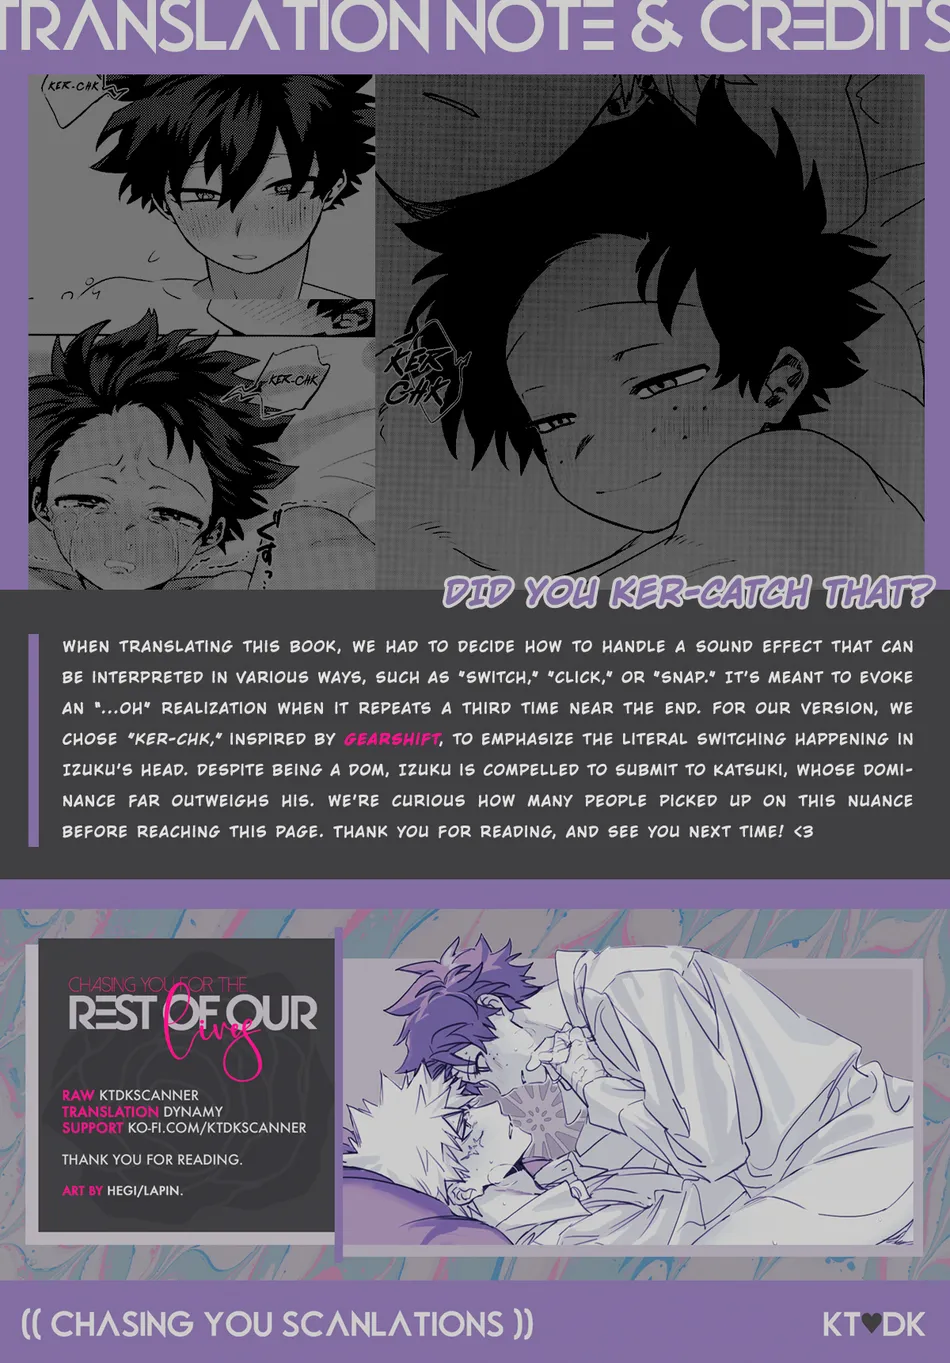 TRANSLATION NOTE & CREDITS
KER-CHK
KER-CHK
KER
CHK
くすっ
DID YOU KER-CATCH THAT?
WHEN TRANSLATING THIS BOOK, WE HAD TO DECIDE HOW TO HANDLE A SOUND EFFECT THAT CAN
BE INTERPRETED IN VARIOUS WAYS, SUCH AS "SWITCH," "CLICK," OR "SNAP." IT'S MEANT TO EVOKE
AN "...OH" REALIZATION WHEN IT REPEATS A THIRD TIME NEAR THE END. FOR OUR VERSION, WE
CHOSE "KER-CHK," INSPIRED BY GEARSHIFT, TO EMPHASIZE THE LITERAL SWITCHING HAPPENING IN
IZUKU'S HEAD. DESPITE BEING A DOM, IZUKU IS COMPELLED TO SUBMIT TO KATSUKI, WHOSE DOMI-
NANCE FAR OUTWEIGHS HIS. WE'RE CURIOUS HOW MANY PEOPLE PICKED UP ON THIS NUANCE
BEFORE REACHING THIS PAGE. THANK YOU FOR READING, AND SEE YOU NEXT TIME! <3
CHASING YOU FOR THE
REST OF OUR
lives
RAW KTDKSCANNER
TRANSLATION DYNAMY
SUPPORT KO-FI.COM/KTDKSCANNER
THANK YOU FOR READING.
ART BY HEGI/LAPIN.
(( CHASING YOU SCANLATIONS ))
KT♥DK